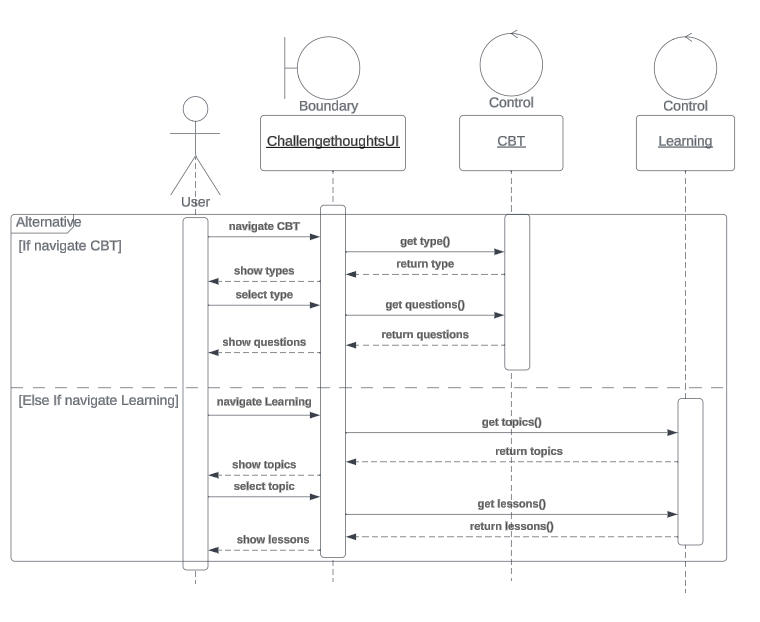 Boundary
Control
Control
ChallengethoughtsUI
CBT
Learning
User
Alternative
[If navigate CBT]
navigate CBT
get type()
return type
show types
select type
get questions()
return questions
show questions
[Else If navigate Learning]
navigate Learning
get topics()
return topics
show topics
select topic
get lessons()
return lessons()
show lessons